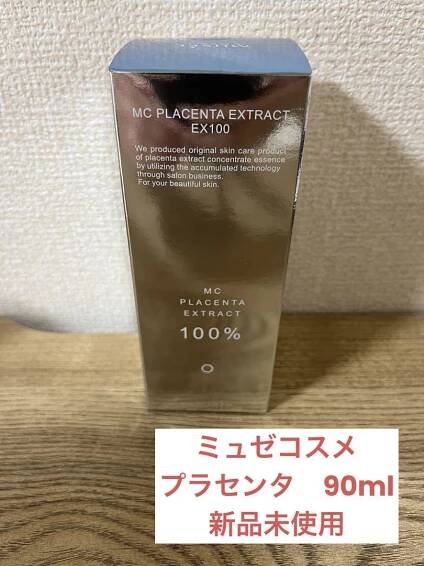 MC PLACENTA EXTRACT
EX100
We produced original skin care product
of placenta extract concentrate essence
by utilizing the accumulated technology
through salon business.
For your beautiful skin.
MC
PLACENTA
EXTRACT
100%
ミュゼコスメ
プラセンタ 90ml
新品未使用